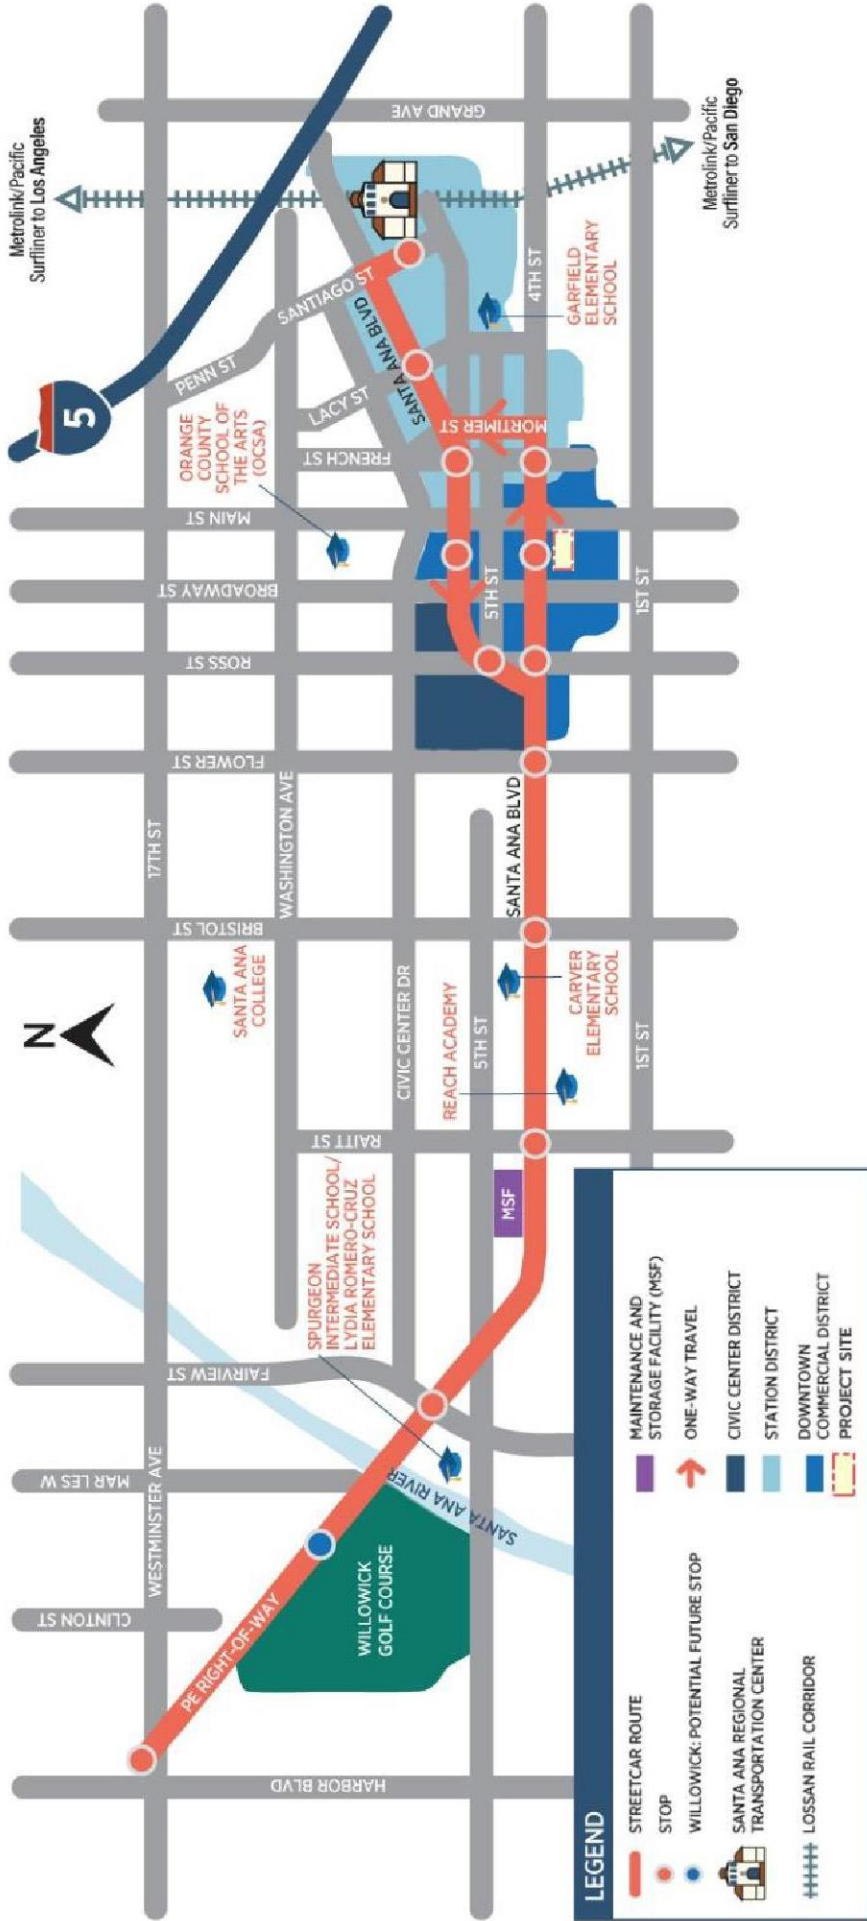 Metrolink/Pacific
Surfliner to Los Angeles
N
5
WESTMINSTER AVE
17TH ST
PENN ST
GRAND AVE
HARBOR BLVD
CLINTON ST
MAR LES W
FAIRVIEW ST
RAITT ST
BRISTOL ST
FLOWER ST
ROSS ST
BROADWAY ST
MAIN ST
FRENCH ST
LACY ST
SANTIAGO ST
SANTA ANA
COLLEGE
ORANGE
COUNTY
SCHOOL OF
THE ARTS
(OCSA)
WASHINGTON AVE
PE RIGHT-OF-WAY
SPURGEON
INTERMEDIATE SCHOOL/
LYDIA ROMERO-CRUZ
ELEMENTARY SCHOOL
CIVIC CENTER DR
SANTA ANA BLVD
WILLOWICK
GOLF COURSE
SANTA ANA RIVER
REACH ACADEMY
5TH ST
5TH ST
MORTIMER ST
MSF
SANTA ANA BLVD
4TH ST
CARVER
ELEMENTARY
SCHOOL
GARFIELD
ELEMENTARY
SCHOOL
1ST ST
1ST ST
Metrolink/Pacific
Surfliner to San Diego
LEGEND
STREETCAR ROUTE
STOP
WILLOWICK: POTENTIAL FUTURE STOP
SANTA ANA REGIONAL
TRANSPORTATION CENTER
LOSSAN RAIL CORRIDOR
MAINTENANCE AND
STORAGE FACILITY (MSF)
ONE-WAY TRAVEL
CIVIC CENTER DISTRICT
STATION DISTRICT
DOWNTOWN
COMMERCIAL DISTRICT
PROJECT SITE